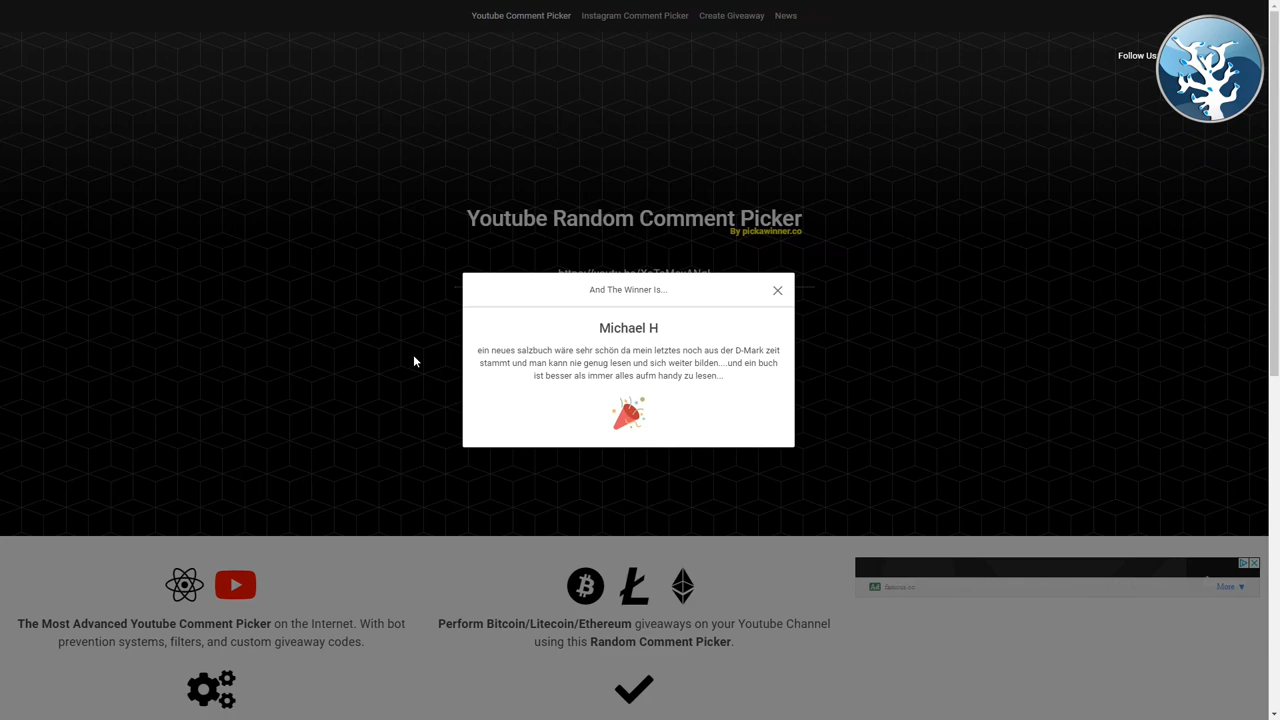 Youtube Comment Picker Instagram Comment Picker Create Giveaway News
Follow Us
Youtube Random Comment Picker
By pickawinner.co
And The Winner Is...
Michael H
ein neues salzbuch wäre sehr schön da mein letztes noch aus der D-Mark zeit
stammt und man kann nie genug lesen und sich weiter bilden....und ein buch
ist besser als immer alles aufm handy zu lesen...
The Most Advanced Youtube Comment Picker on the Internet. With bot
prevention systems, filters, and custom giveaway codes.
Perform Bitcoin/Litecoin/Ethereum giveaways on your Youtube Channel
using this Random Comment Picker.
Ad
More ▼